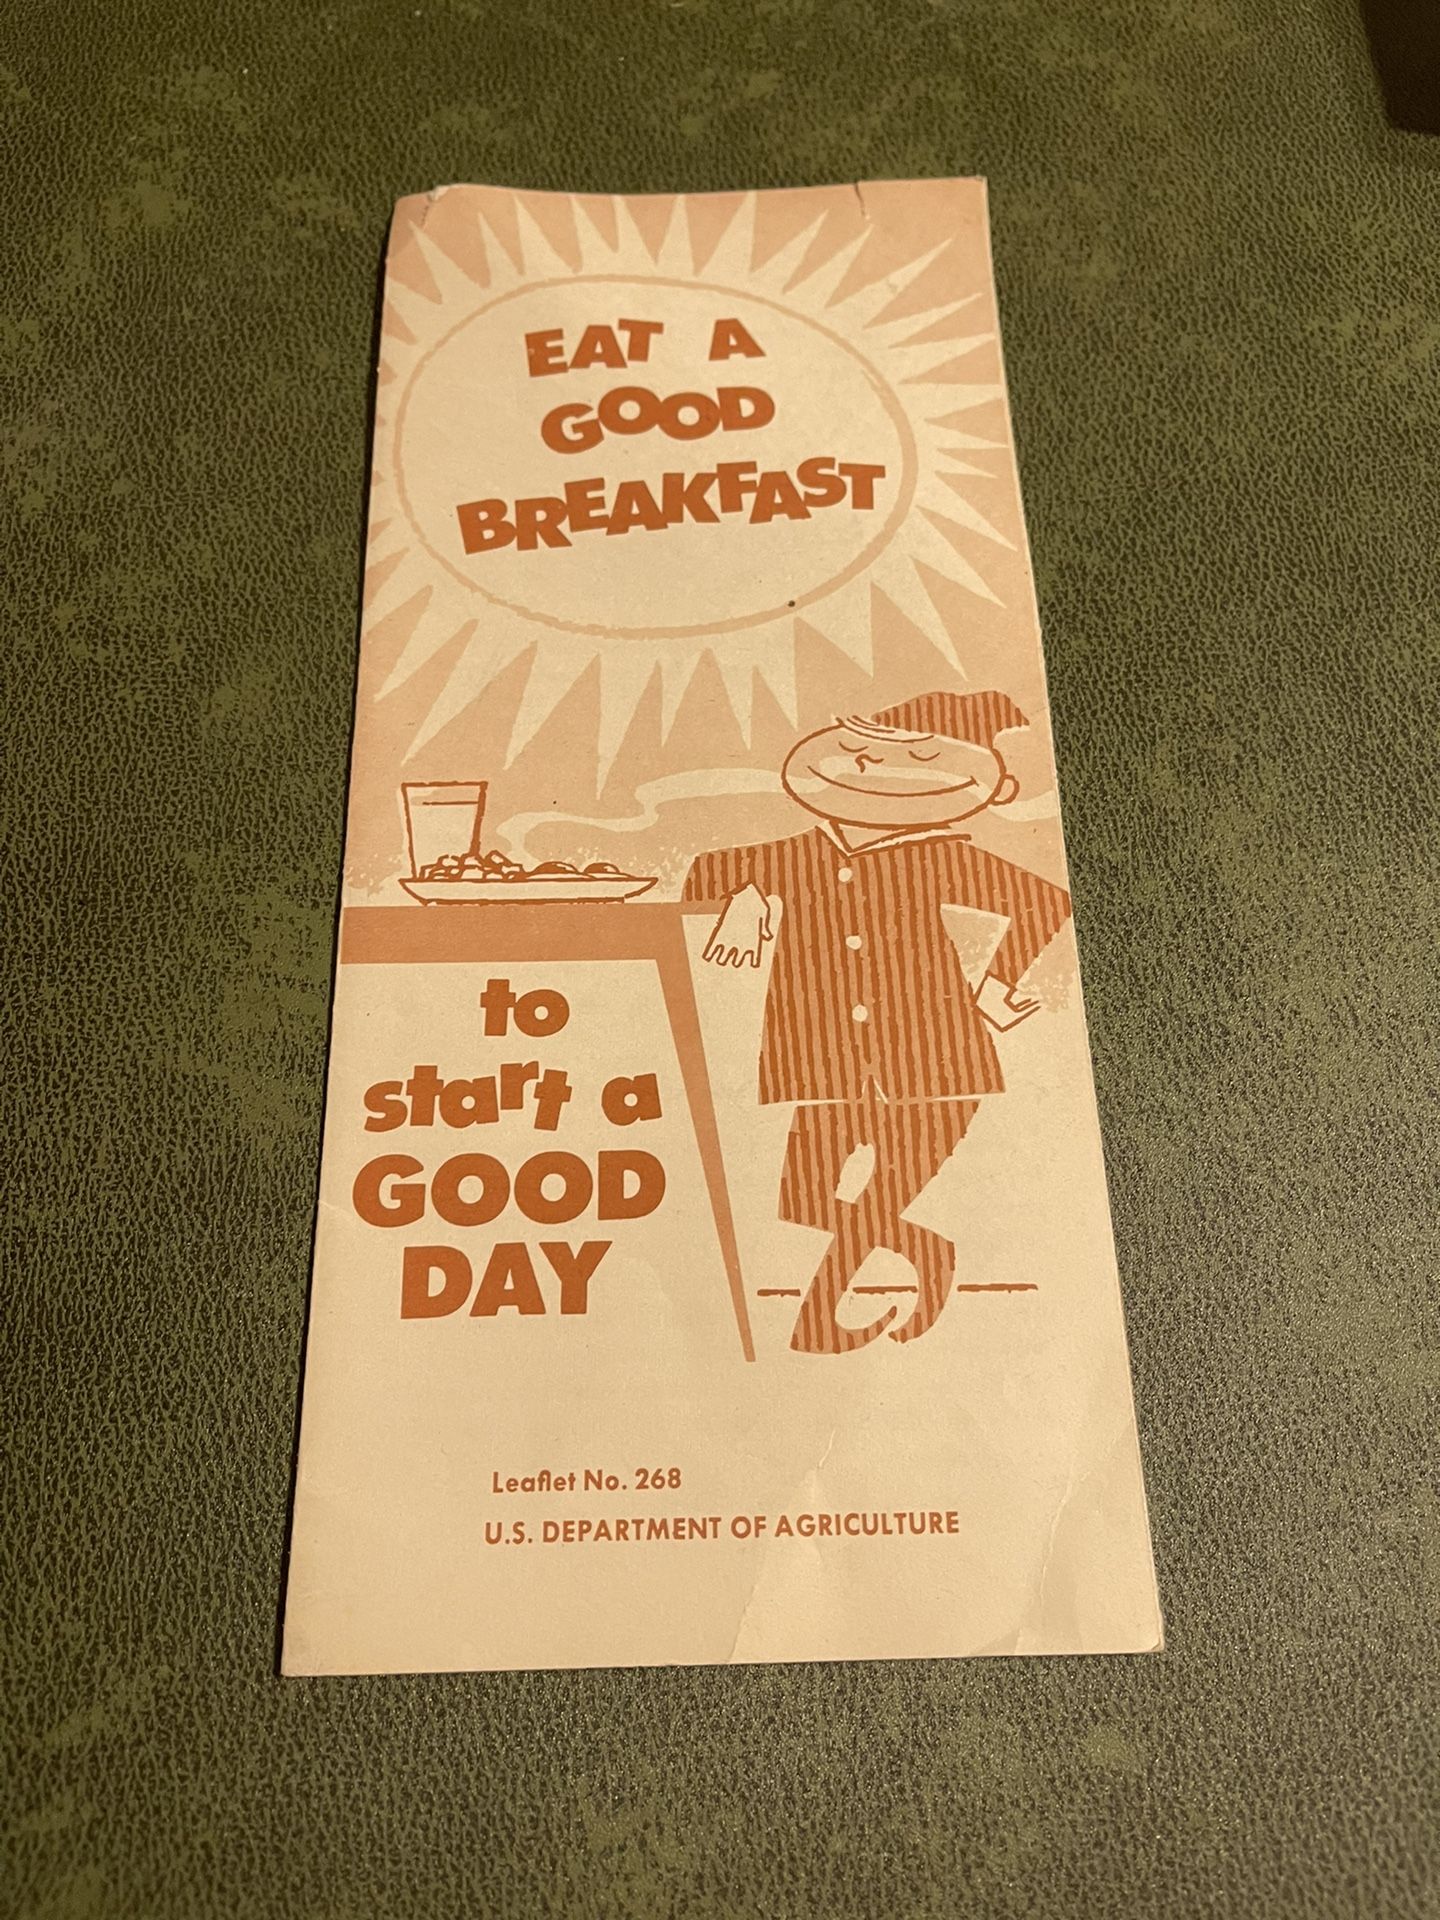 EAT A
GOOD
BREAKFAST
to
start a
GOOD
DAY
Leaflet No. 268
U.S. DEPARTMENT OF AGRICULTURE